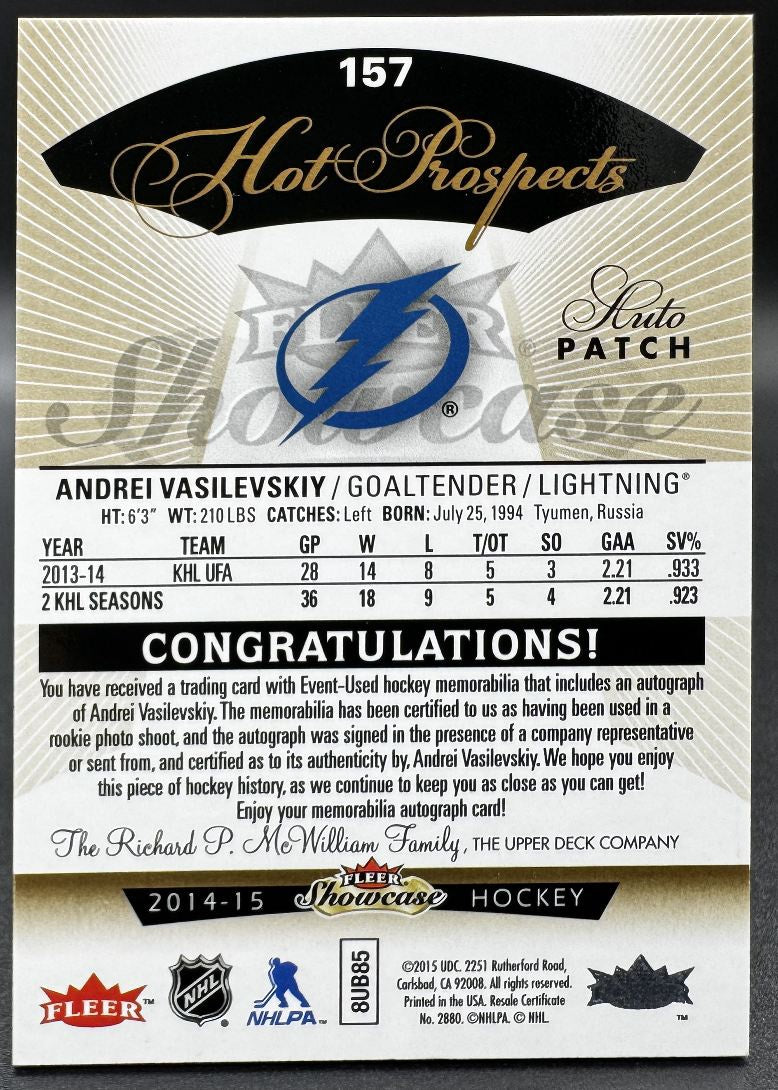 157
Hot Prospects
FLEER®
Showcase
®
Auto
PATCH
ANDREI VASILEVSKIY / GOALTENDER / LIGHTNING®
HT: 6'3" WT: 210 LBS CATCHES: Left BORN: July 25, 1994 Tyumen, Russia
YEAR TEAM GP W L T/OT SO GAA SV%
2013-14 KHL UFA 28 14 8 5 3 2.21 .933
2 KHL SEASONS 36 18 9 5 4 2.21 .923
CONGRATULATIONS!
You have received a trading card with Event-Used hockey memorabilia that includes an autograph
of Andrei Vasilevskiy. The memorabilia has been certified to us as having been used in a
rookie photo shoot, and the autograph was signed in the presence of a company representative
or sent from, and certified as to its authenticity by, Andrei Vasilevskiy. We hope you enjoy
this piece of hockey history, as we continue to keep you as close as you can get!
Enjoy your memorabilia autograph card!
The Richard P. McWilliam Family, THE UPPER DECK COMPANY
2014-15 FLEER Showcase HOCKEY
FLEER™
NHL®
NHLPA™
8UB85
©2015 UDC. 2251 Rutherford Road,
Carlsbad, CA 92008. All rights reserved.
Printed in the USA. Resale Certificate
No. 2880. ©NHLPA. © NHL.
™